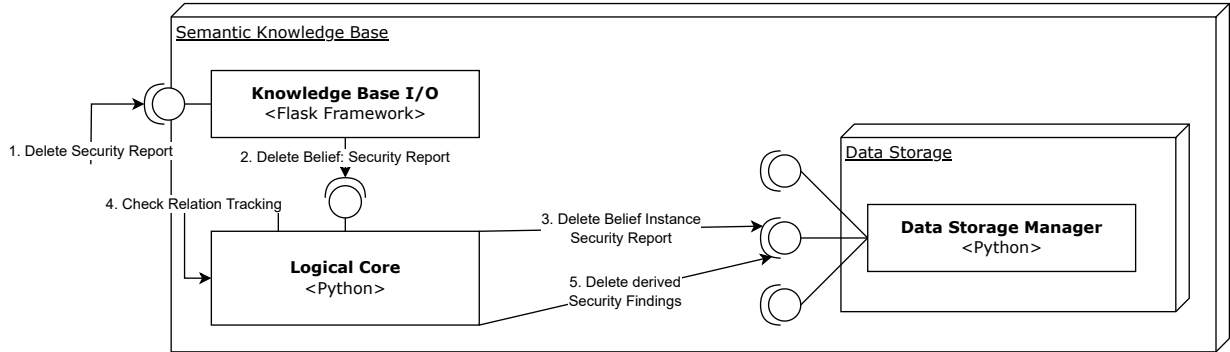 Semantic Knowledge Base
Knowledge Base I/O
<Flask Framework>
1. Delete Security Report
2. Delete Belief: Security Report
Data Storage
4. Check Relation Tracking
3. Delete Belief Instance
Security Report
Data Storage Manager
<Python>
Logical Core
<Python>
5. Delete derived
Security Findings